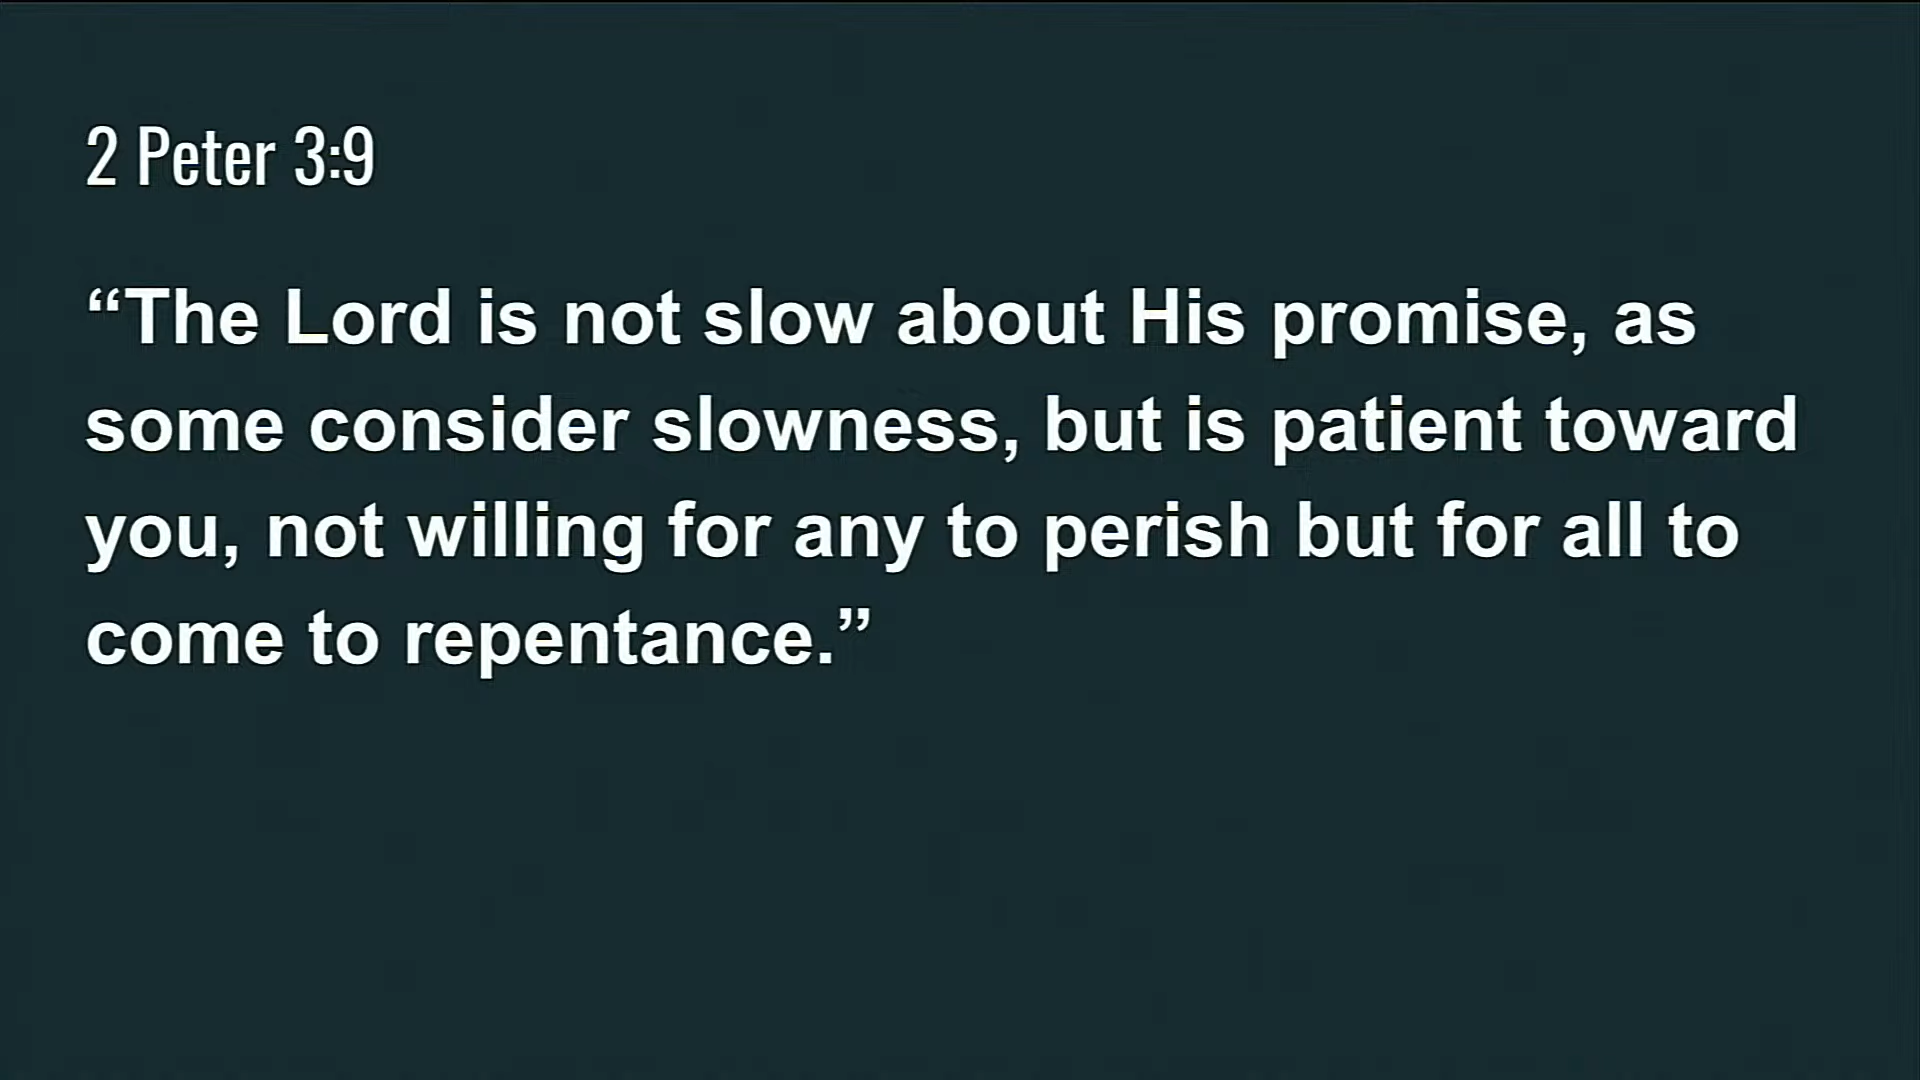 2 Peter 3:9
“The Lord is not slow about His promise, as
some consider slowness, but is patient toward
you, not willing for any to perish but for all to
come to repentance.”